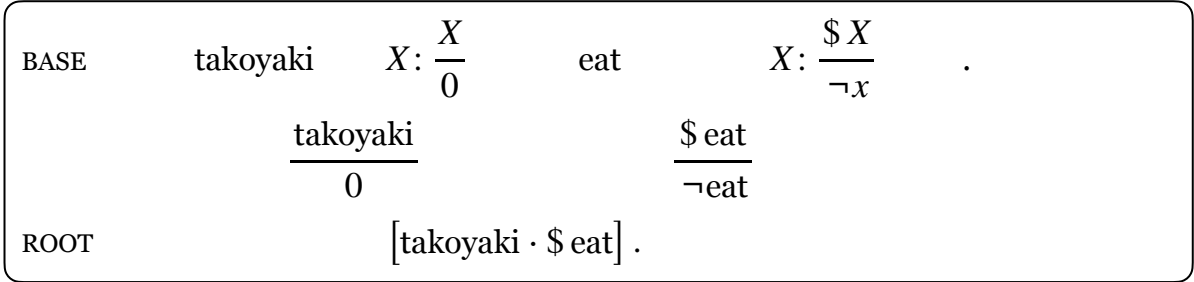 BASE takoyaki X: X/0 eat X: $ X/¬x .
takoyaki/0 $ eat/¬eat
ROOT [takoyaki · $ eat] .